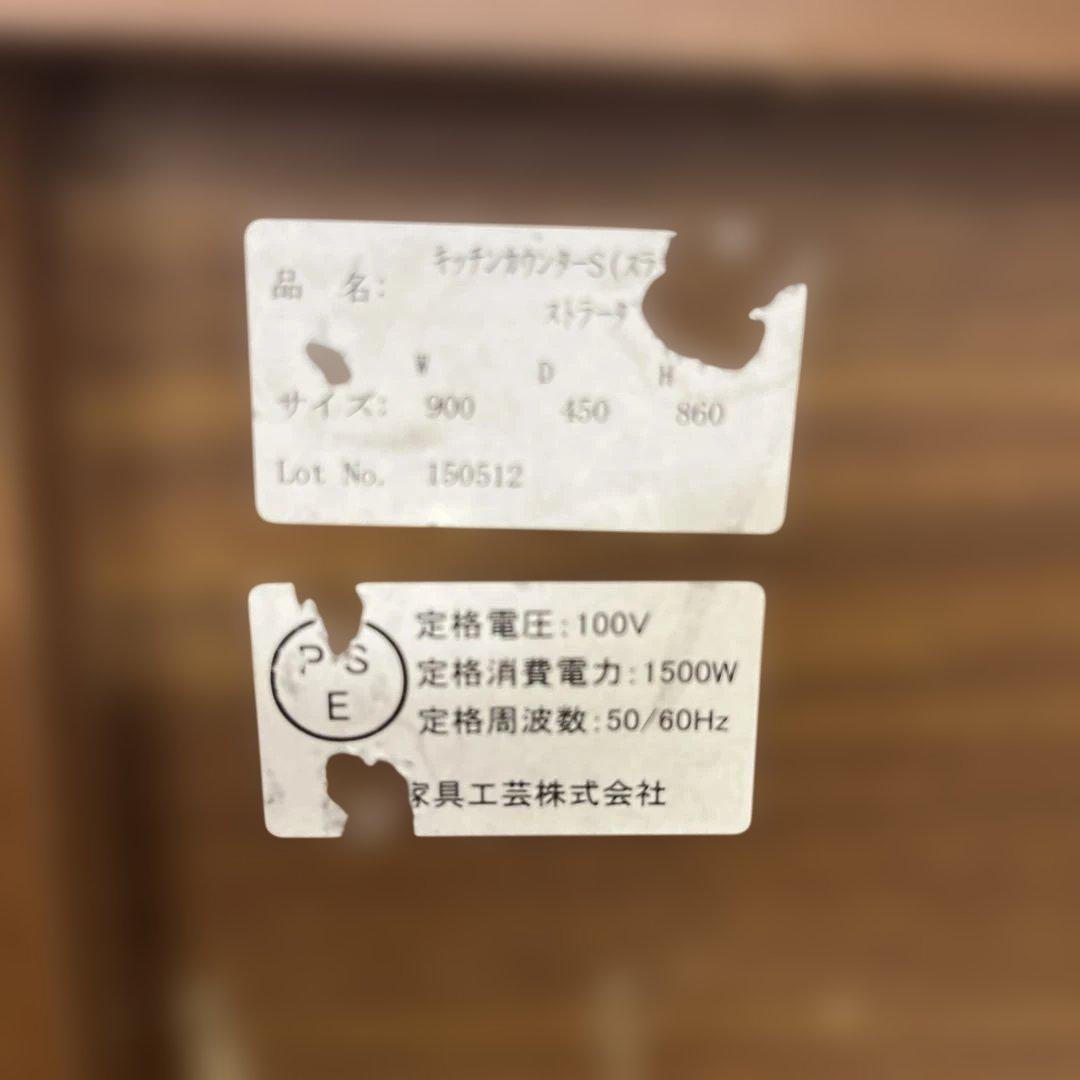 品 名: キッチンカウンターS(スラ
ストラータ
W D H
サイズ: 900 450 860
Lot No. 150512
PS
E
定格電圧:100V
定格消費電力:1500W
定格周波数:50/60Hz
家具工芸株式会社